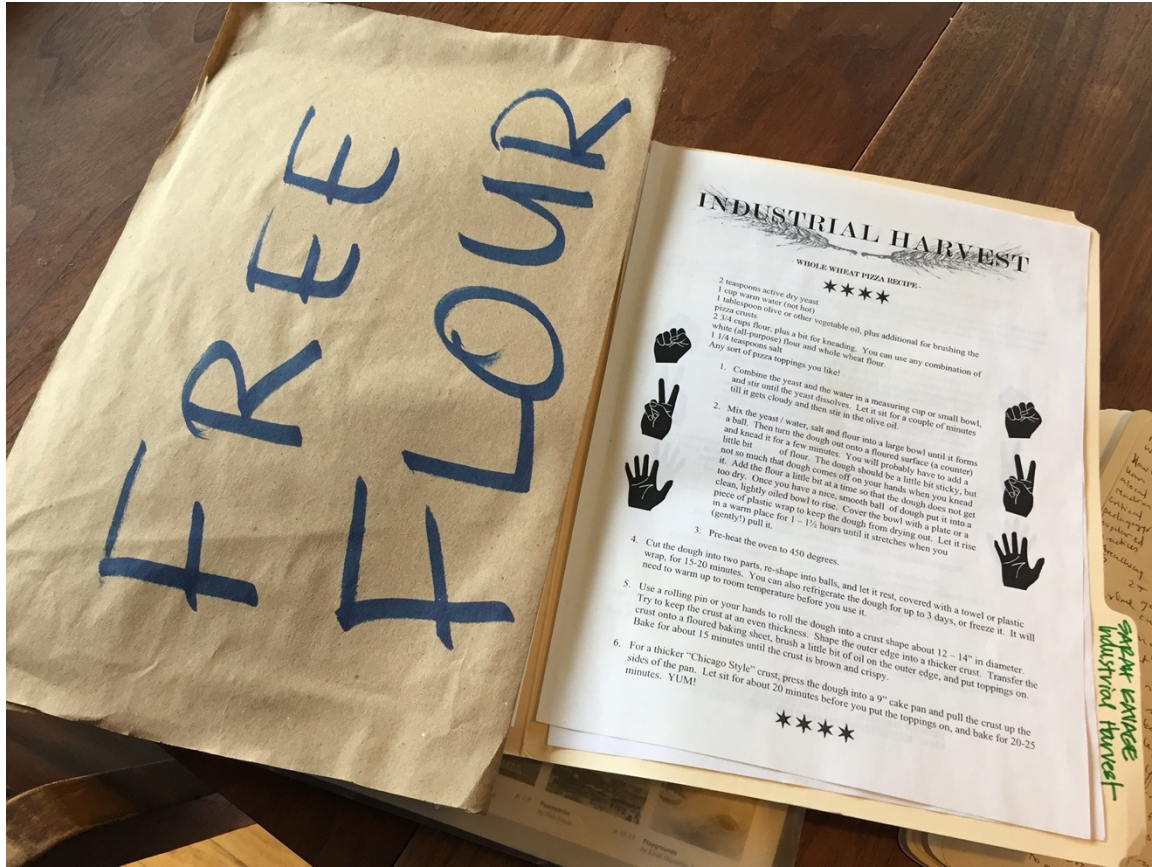 FREE
FLOUR
INDUSTRIAL HARVEST
- WHOLE WHEAT PIZZA RECIPE -
2 teaspoons active dry yeast
1 cup warm water (not hot)
1 tablespoon olive or other vegetable oil, plus additional for brushing the
pizza crusts
2 3/4 cups flour, plus a bit for kneading. You can use any combination of
white (all-purpose) flour and whole wheat flour.
1 1/4 teaspoons salt
Any sort of pizza toppings you like!
1. Combine the yeast and the water in a measuring cup or small bowl,
and stir until the yeast dissolves. Let it sit for a couple of minutes
till it gets cloudy and then stir in the olive oil.
2. Mix the yeast / water, salt and flour into a large bowl until it forms
a ball. Then turn the dough out onto a floured surface (a counter)
and knead it for a few minutes. You will probably have to add a
little bit of flour. The dough should be a little bit sticky, but
not so much that dough comes off on your hands when you knead
it. Add the flour a little bit at a time so that the dough does not get
too dry. Once you have a nice, smooth ball of dough put it into a
clean, lightly oiled bowl to rise. Cover the bowl with a plate or a
piece of plastic wrap to keep the dough from drying out. Let it rise
in a warm place for 1 – 1½ hours until it stretches when you
(gently!) pull it.
3. Pre-heat the oven to 450 degrees.
4. Cut the dough into two parts, re-shape into balls, and let it rest, covered with a towel or plastic
wrap, for 15-20 minutes. You can also refrigerate the dough for up to 3 days, or freeze it. It will
need to warm up to room temperature before you use it.
5. Use a rolling pin or your hands to roll the dough into a crust shape about 12 – 14" in diameter.
Try to keep the crust at an even thickness. Shape the outer edge into a thicker crust. Transfer the
crust onto a floured baking sheet, brush a little bit of oil on the outer edge, and put toppings on.
Bake for about 15 minutes until the crust is brown and crispy.
6. For a thicker “Chicago Style” crust, press the dough into a 9" cake pan and pull the crust up the
sides of the pan. Let sit for about 20 minutes before you put the toppings on, and bake for 20-25
minutes. YUM!
SARAH KAVAGE
Industrial Harvest
Playgrounds